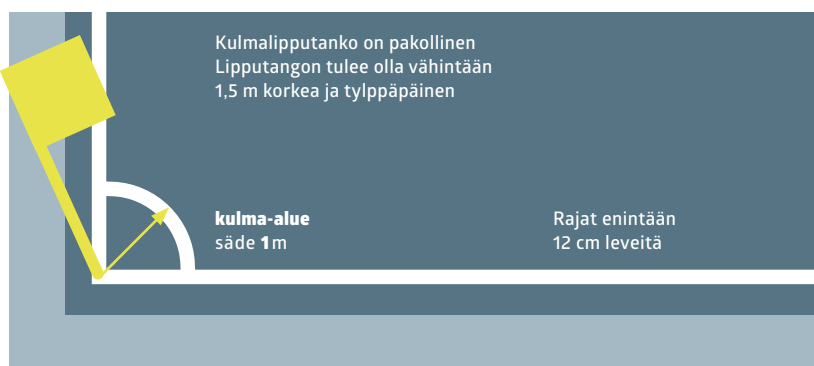 Kulmalipputanko on pakollinen
Lipputangon tulee olla vähintään
1,5 m korkea ja tylppäpäinen
kulma-alue
säde 1 m
Rajat enintään
12 cm leveitä